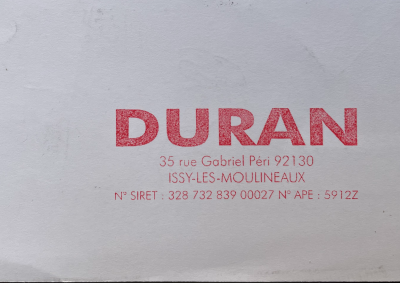 DURAN
35 rue Gabriel Péri 92130
ISSY-LES-MOULINEAUX
N° SIRET : 328 732 839 00027 N° APE : 5912Z